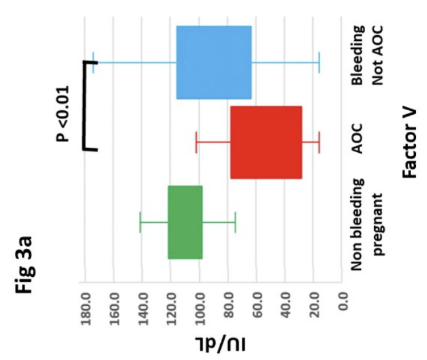 Fig 3a
P <0.01
180.0
160.0
140.0
120.0
100.0
80.0
60.0
40.0
20.0
0.0
IU/dL
Non bleeding
pregnant
AOC
Bleeding
Not AOC
Factor V